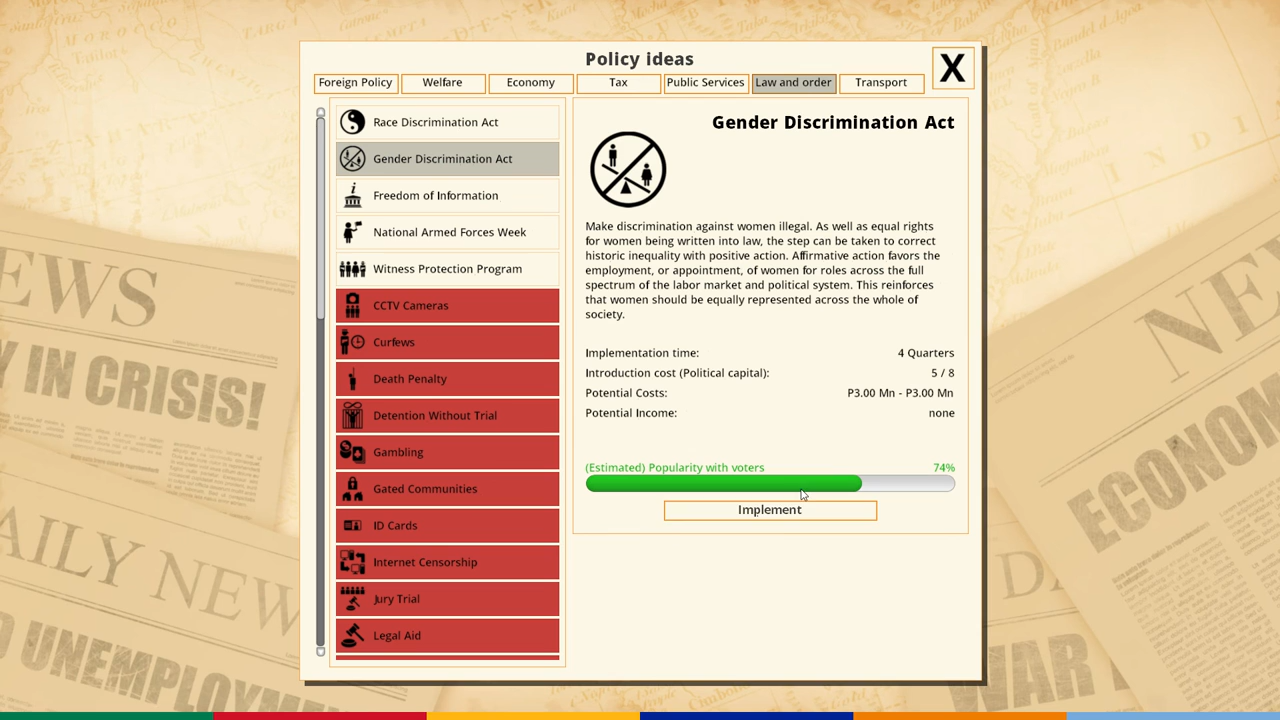 Policy ideas
X
Foreign Policy
Welfare
Economy
Tax
Public Services
Law and order
Transport
Race Discrimination Act
Gender Discrimination Act
Freedom of Information
National Armed Forces Week
Witness Protection Program
CCTV Cameras
Curfews
Death Penalty
Detention Without Trial
Gambling
Gated Communities
ID Cards
Internet Censorship
Jury Trial
Legal Aid
Gender Discrimination Act
Make discrimination against women illegal. As well as equal rights
for women being written into law, the step can be taken to correct
historic inequality with positive action. Affirmative action favors the
employment, or appointment, of women for roles across the full
spectrum of the labor market and political system. This reinforces
that women should be equally represented across the whole of
society.
Implementation time: 4 Quarters
Introduction cost (Political capital): 5 / 8
Potential Costs: P3.00 Mn - P3.00 Mn
Potential Income: none
(Estimated) Popularity with voters 74%
Implement
EWS
Y IN CRISIS!
AILY NEW
UNEMPLOYM
NE
ECONOM
DA
WAR